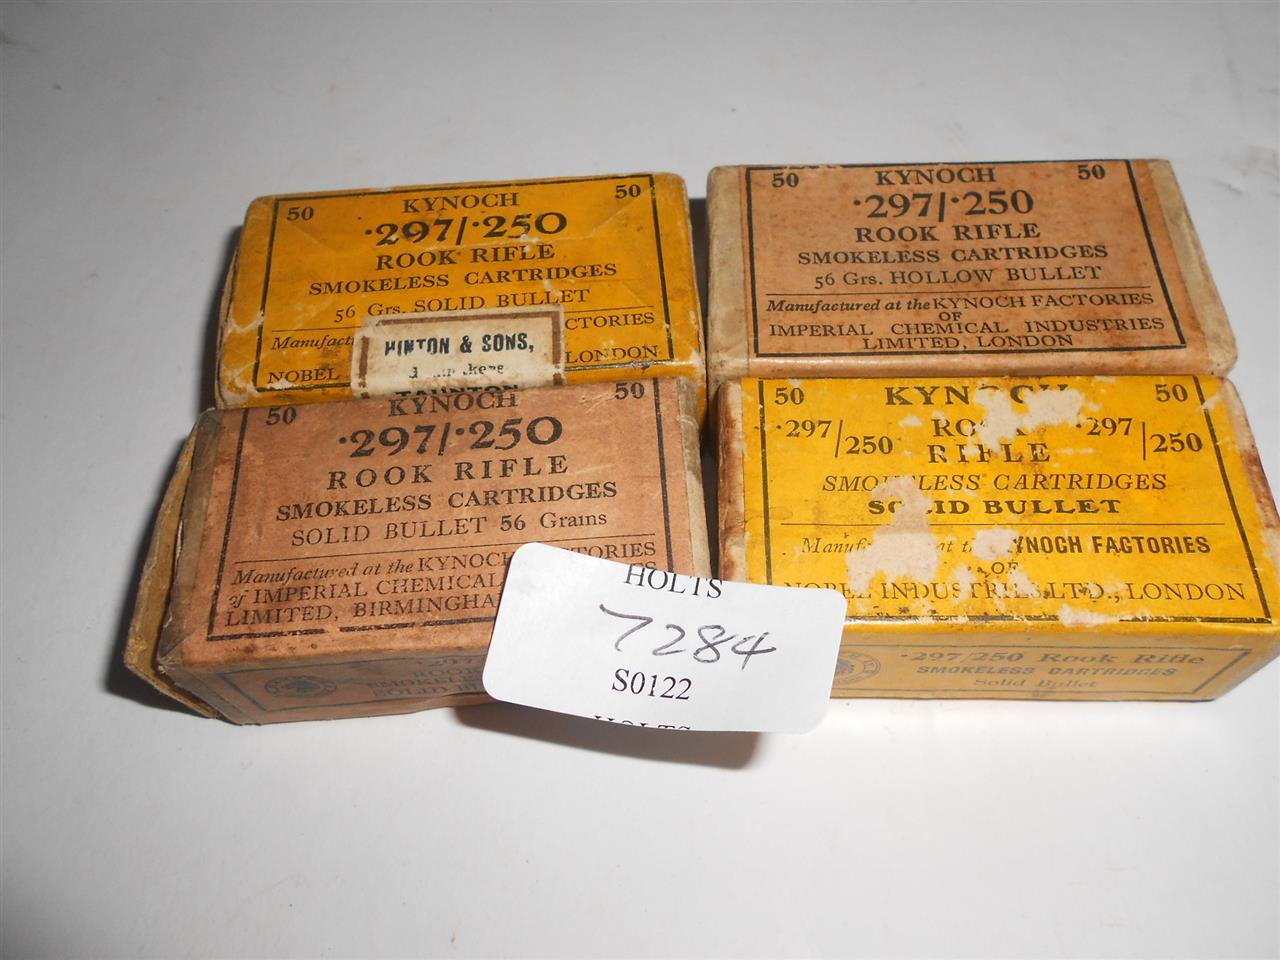 50 KYNOCH 50
·297/·250
ROOK RIFLE
SMOKELESS CARTRIDGES
56 Grs. SOLID BULLET
CTORIES
NOBEL LONDON
HINTON & SONS,
TAUNTON
50 KYNOCH 50
·297/·250
ROOK RIFLE
SMOKELESS CARTRIDGES
56 Grs. HOLLOW BULLET
Manufactured at the KYNOCH FACTORIES
OF
IMPERIAL CHEMICAL INDUSTRIES
LIMITED, LONDON
50 KYNOCH 50
·297/·250
ROOK RIFLE
SMOKELESS CARTRIDGES
SOLID BULLET 56 Grains
Manufactured at the KYNOCH
of IMPERIAL CHEMICAL
LIMITED, BIRMINGHA
50 50
·297/250 ·297/250
RIFLE
CARTRIDGES
BULLET
at KYNOCH FACTORIES
OF
INDUSTRIES LTD., LONDON
·297/250 Rook Rifle
SMOKELESS CARTRIDGES
Solid Bullet
HOLTS
7284
S0122
HOLTS